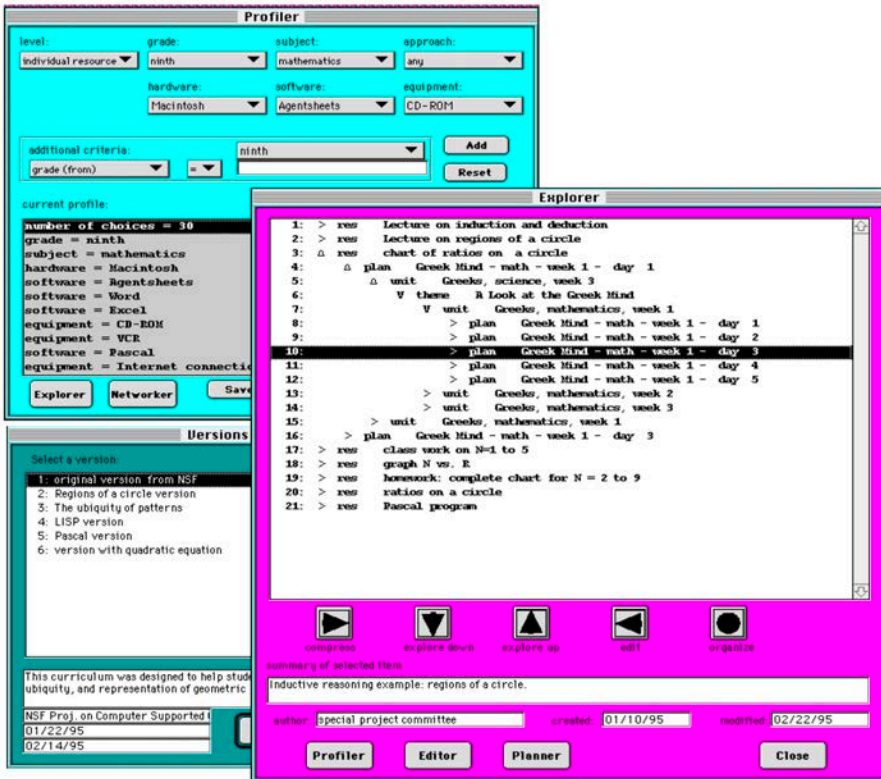 Profiler
level: grade: subject: approach:
individual resource ninth mathematics any
hardware: software: equipment:
Macintosh Agentsheets CD-ROM
additional criteria: ninth Add
grade (from) =
Reset
current profile:
number of choices = 30
grade = ninth
subject = mathematics
hardware = Macintosh
software = Agentsheets
software = Word
software = Excel
equipment = CD-ROM
equipment = VCR
software = Pascal
equipment = Internet connectio
Explorer Networker Save
Versions
Select a version:
1: original version from NSF
2: Regions of a circle version
3: The ubiquity of patterns
4: LISP version
5: Pascal version
6: version with quadratic equation
This curriculum was designed to help stude
ubiquity, and representation of geometric
NSF Proj. on Computer Supported
01/22/95
02/14/95
Explorer
1: > res Lecture on induction and deduction
2: > res Lecture on regions of a circle
3: Δ res chart of ratios on a circle
4: Δ plan Greek Mind - math - week 1 - day 1
5: Δ unit Greeks, science, week 3
6: V theme A Look at the Greek Mind
7: V unit Greeks, mathematics, week 1
8: > plan Greek Mind - math - week 1 - day 1
9: > plan Greek Mind - math - week 1 - day 2
10: > plan Greek Mind - math - week 1 - day 3
11: > plan Greek Mind - math - week 1 - day 4
12: > plan Greek Mind - math - week 1 - day 5
13: > unit Greeks, mathematics, week 2
14: > unit Greeks, mathematics, week 3
15: > unit Greeks, mathematics, week 1
16: > plan Greek Mind - math - week 1 - day 3
17: > res class work on N=1 to 5
18: > res graph N vs. R
19: > res homework: complete chart for N = 2 to 9
20: > res ratios on a circle
21: > res Pascal program
compress explore down explore up edit organize
summary of selected item
Inductive reasoning example: regions of a circle.
author: special project committee created: 01/10/95 modified: 02/22/95
Profiler Editor Planner Close